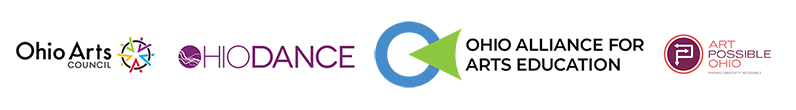 Ohio Arts
COUNCIL
OHIODANCE
OHIO ALLIANCE FOR
ARTS EDUCATION
ART
POSSIBLE
OHIO
MAKING CREATIVITY ACCESSIBLE